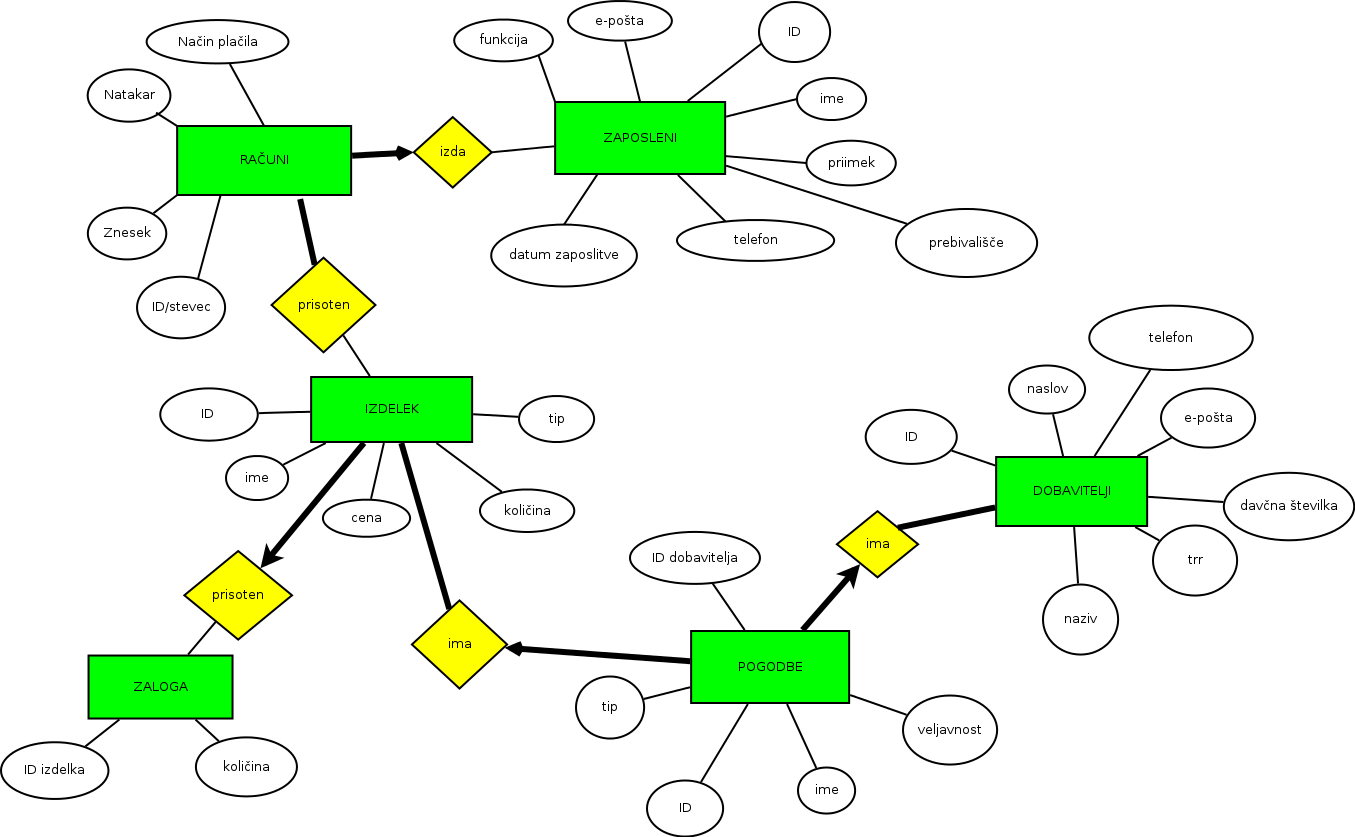 e-pošta
ID
funkcija
Način plačila
Natakar
ime
ZAPOSLENI
izda
RAČUNI
priimek
Znesek
telefon
prebivališče
datum zaposlitve
ID/stevec
prisoten
telefon
naslov
IZDELEK
ID
tip
e-pošta
ID
ime
DOBAVITELJI
davčna številka
količina
cena
ima
ID dobavitelja
trr
prisoten
naziv
ima
POGODBE
ZALOGA
tip
veljavnost
ID izdelka
količina
ime
ID